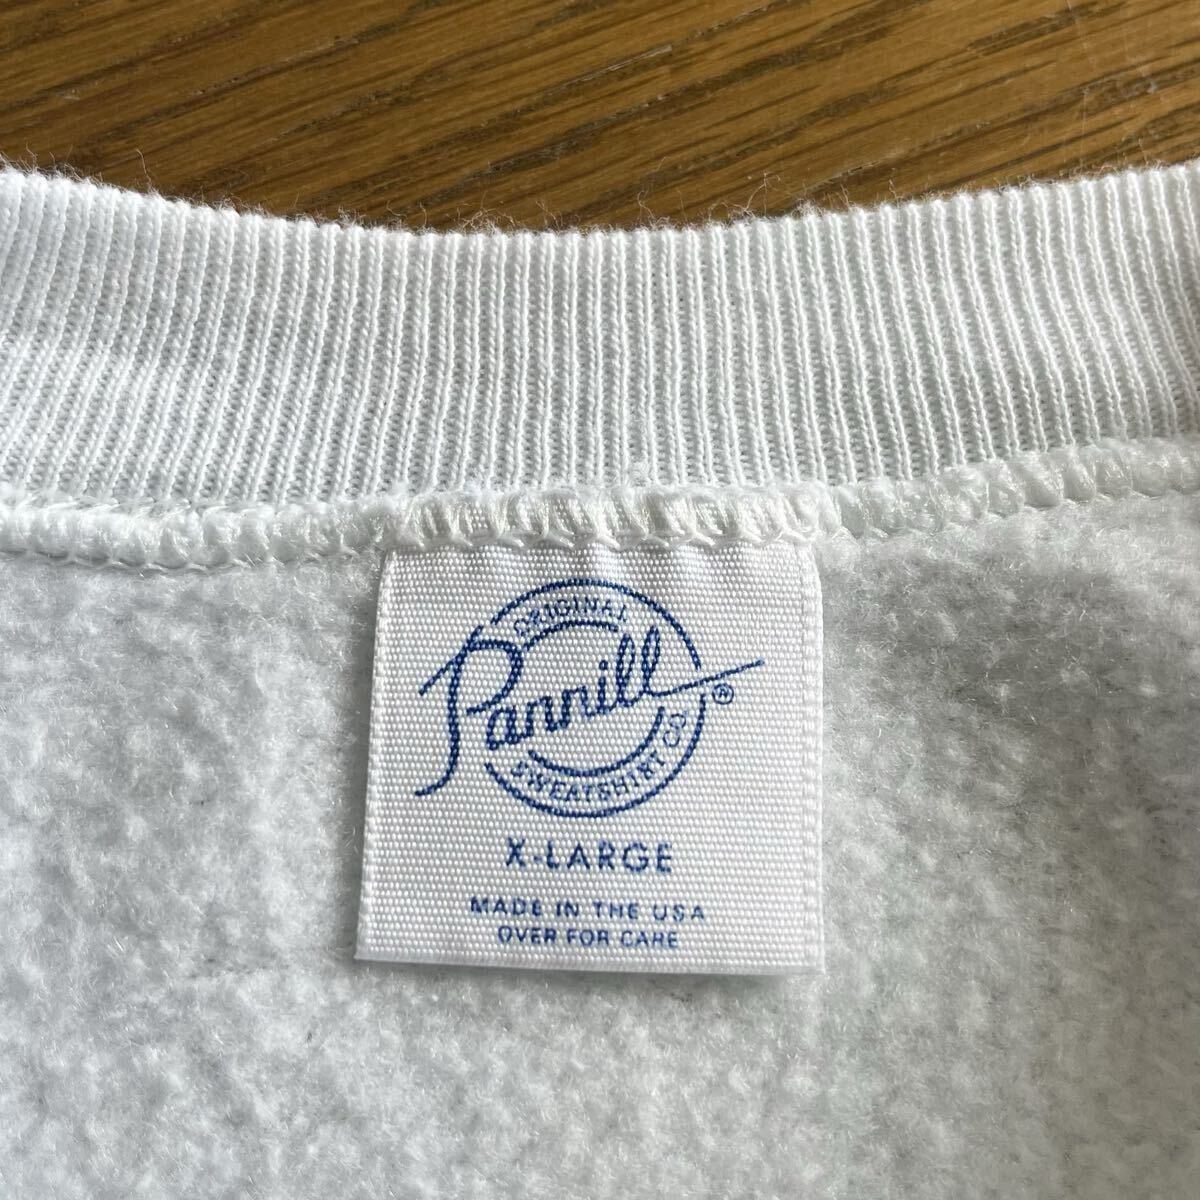 ORIGINAL
Pannill ®
SWEATSHIRT CO
X-LARGE
MADE IN THE USA
OVER FOR CARE